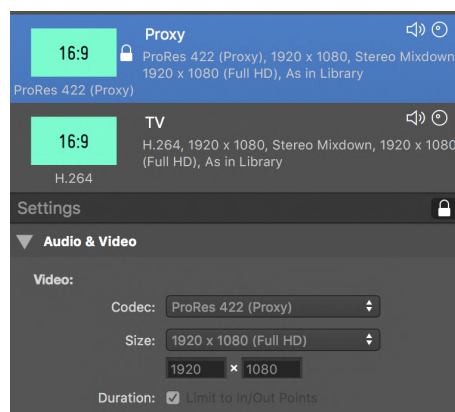 Proxy
16:9
ProRes 422 (Proxy), 1920 x 1080, Stereo Mixdown
1920 x 1080 (Full HD), As in Library
ProRes 422 (Proxy)
TV
16:9
H.264, 1920 x 1080, Stereo Mixdown, 1920 x 1080
(Full HD), As in Library
H.264
Settings
Audio & Video
Video:
Codec: ProRes 422 (Proxy)
Size: 1920 x 1080 (Full HD)
1920 × 1080
Duration: Limit to In/Out Points